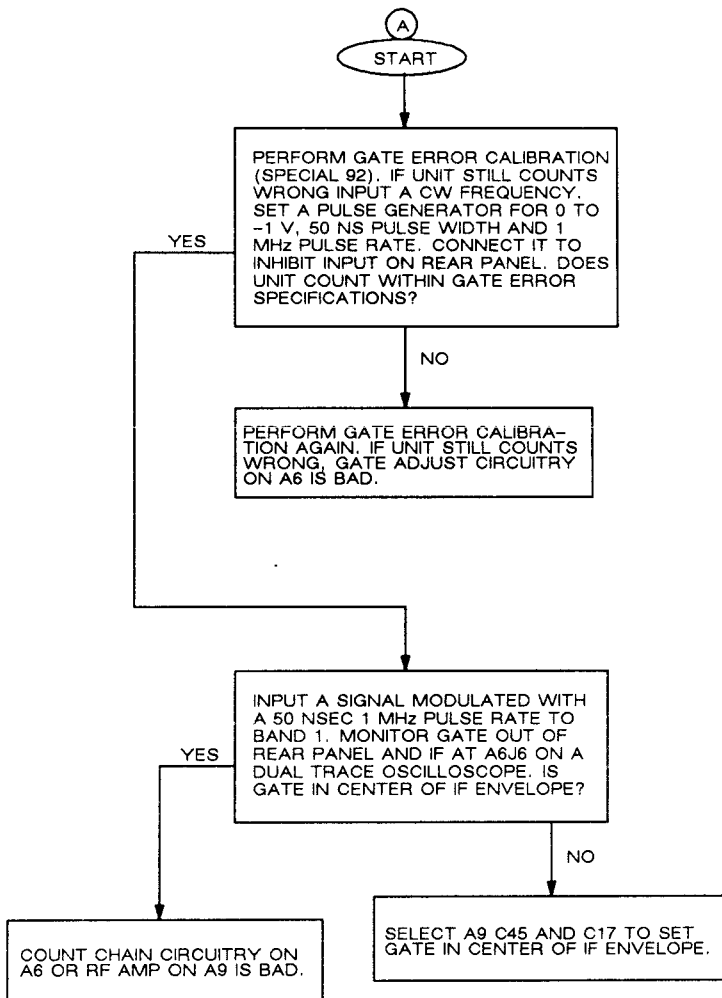 A
START
PERFORM GATE ERROR CALIBRATION
(SPECIAL 92). IF UNIT STILL COUNTS
WRONG INPUT A CW FREQUENCY.
SET A PULSE GENERATOR FOR 0 TO
-1 V, 50 NS PULSE WIDTH AND 1
MHz PULSE RATE. CONNECT IT TO
INHIBIT INPUT ON REAR PANEL. DOES
UNIT COUNT WITHIN GATE ERROR
SPECIFICATIONS?
YES
NO
PERFORM GATE ERROR CALIBRA-
TION AGAIN. IF UNIT STILL COUNTS
WRONG, GATE ADJUST CIRCUITRY
ON A6 IS BAD.
INPUT A SIGNAL MODULATED WITH
A 50 NSEC 1 MHz PULSE RATE TO
BAND 1. MONITOR GATE OUT OF
REAR PANEL AND IF AT A6J6 ON A
DUAL TRACE OSCILLOSCOPE. IS
GATE IN CENTER OF IF ENVELOPE?
YES
NO
COUNT CHAIN CIRCUITRY ON
A6 OR RF AMP ON A9 IS BAD.
SELECT A9 C45 AND C17 TO SET
GATE IN CENTER OF IF ENVELOPE.